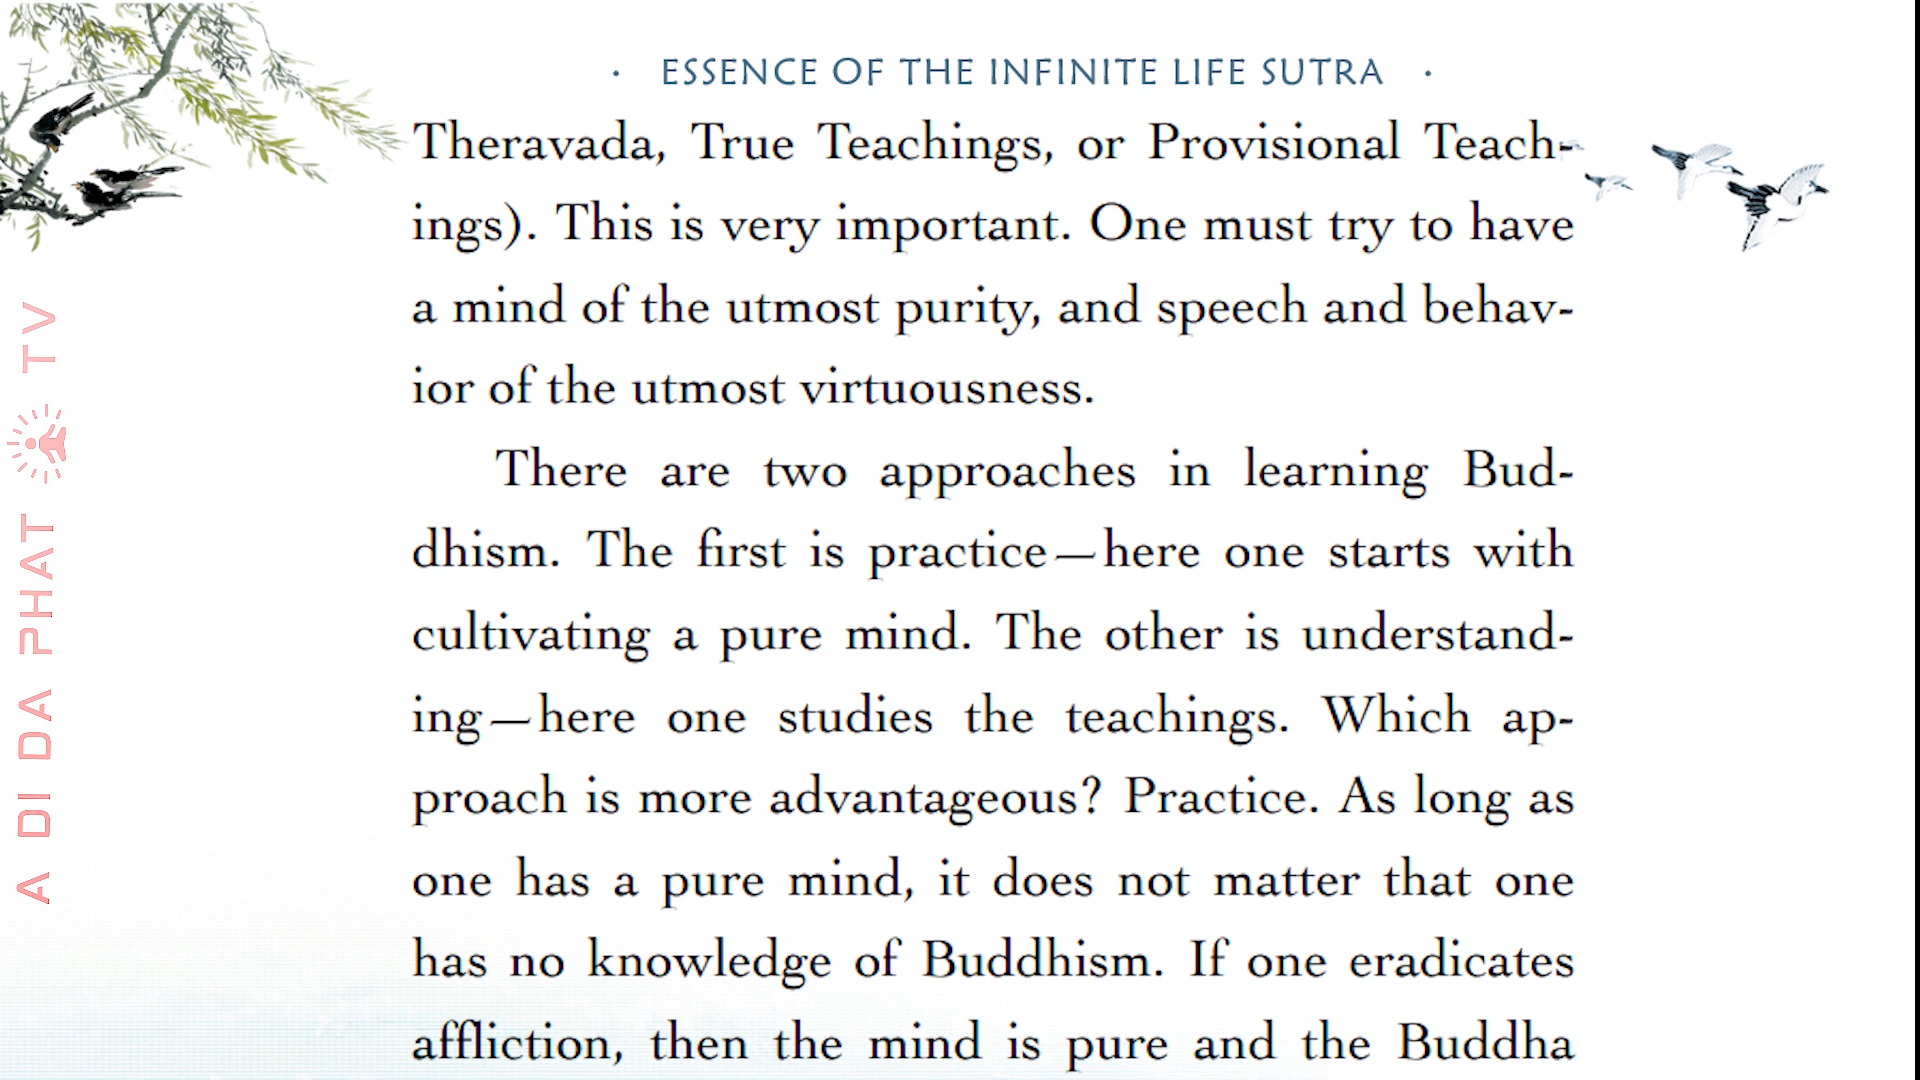 · ESSENCE OF THE INFINITE LIFE SUTRA ·
Theravada, True Teachings, or Provisional Teach-
ings). This is very important. One must try to have
a mind of the utmost purity, and speech and behav-
ior of the utmost virtuousness.
There are two approaches in learning Bud-
dhism. The first is practice—here one starts with
cultivating a pure mind. The other is understand-
ing—here one studies the teachings. Which ap-
proach is more advantageous? Practice. As long as
one has a pure mind, it does not matter that one
has no knowledge of Buddhism. If one eradicates
affliction, then the mind is pure and the Buddha
A DI DA PHAT TV